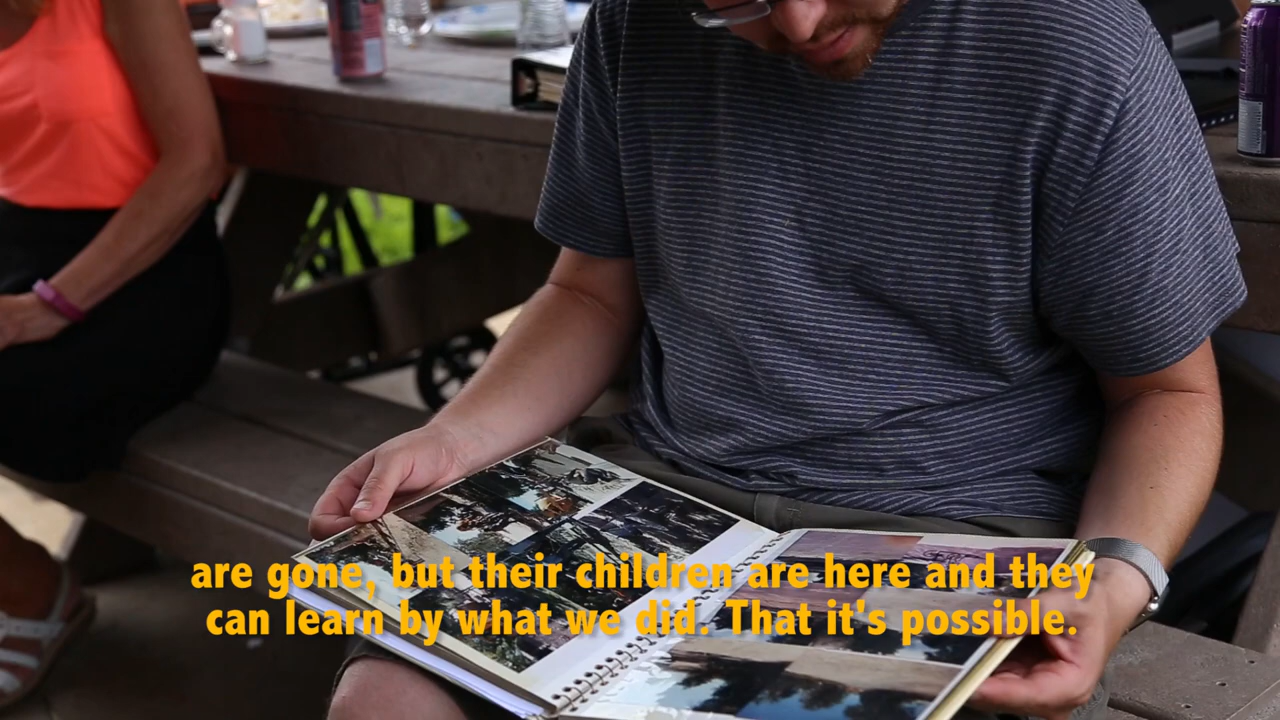 are gone, but their children are here and they
can learn by what we did. That it's possible.